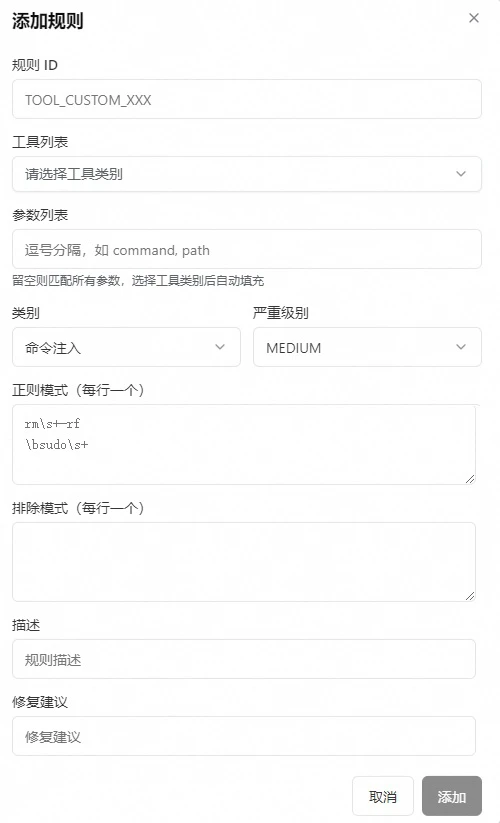 添加规则
规则 ID
TOOL_CUSTOM_XXX
工具列表
请选择工具类别
参数列表
逗号分隔，如 command, path
留空则匹配所有参数，选择工具类别后自动填充
类别
严重级别
命令注入
MEDIUM
正则模式（每行一个）
rm\s+-rf
\bsudo\s+
排除模式（每行一个）
描述
规则描述
修复建议
修复建议
取消
添加